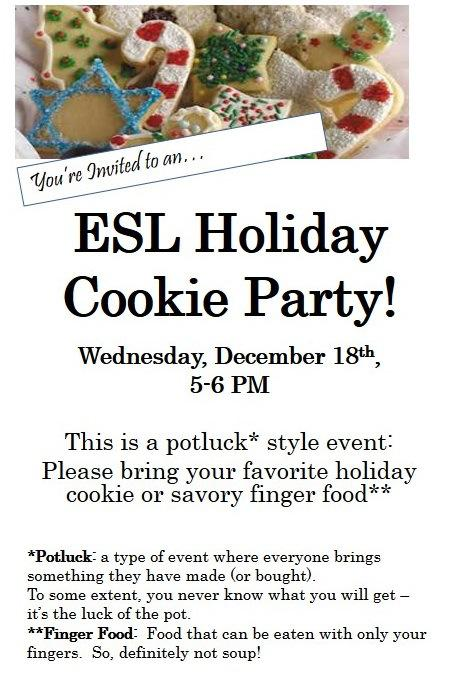 You're Invited to an...
ESL Holiday
Cookie Party!
Wednesday, December 18th,
5-6 PM
This is a potluck* style event:
Please bring your favorite holiday
cookie or savory finger food**
*Potluck: a type of event where everyone brings
something they have made (or bought).
To some extent, you never know what you will get –
it's the luck of the pot.
**Finger Food:  Food that can be eaten with only your
fingers.  So, definitely not soup!